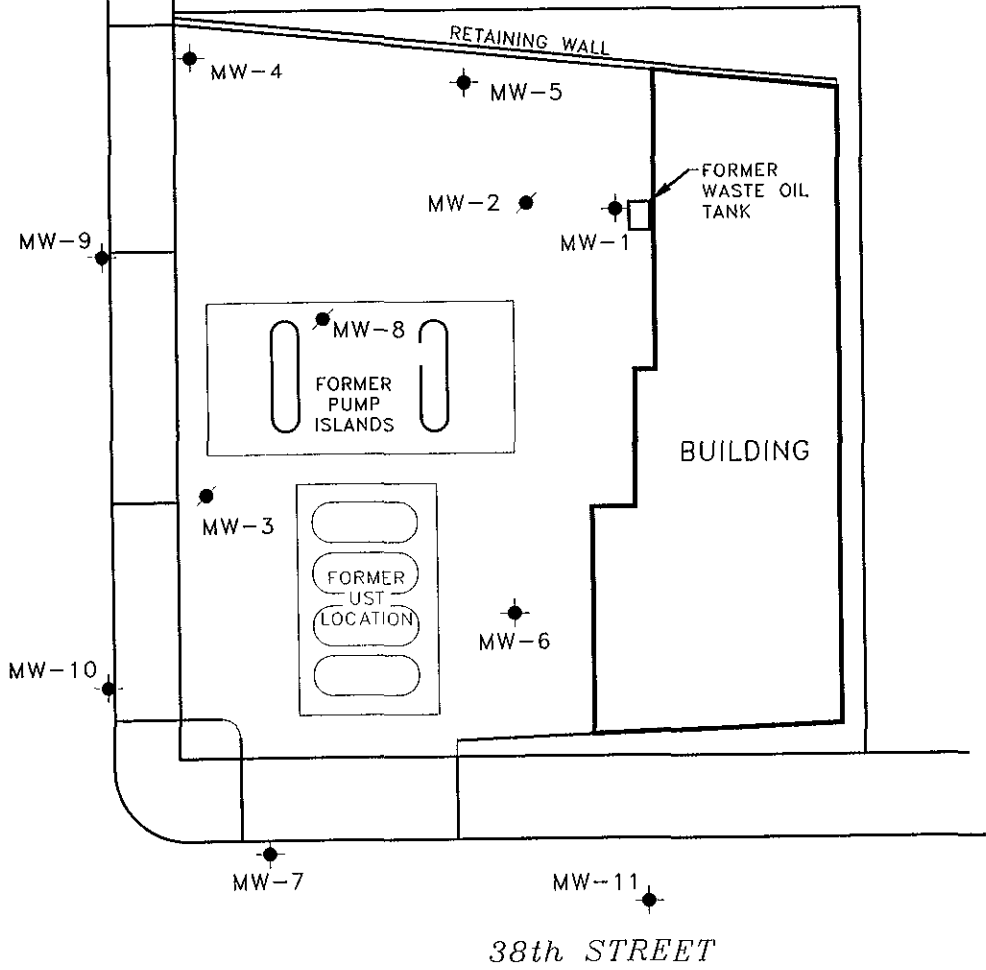 RETAINING WALL
MW-4
MW-5
FORMER
WASTE OIL
TANK
MW-2
MW-1
MW-9
MW-8
FORMER
PUMP
ISLANDS
BUILDING
MW-3
FORMER
UST
LOCATION
MW-6
MW-10
MW-7
MW-11
38th STREET